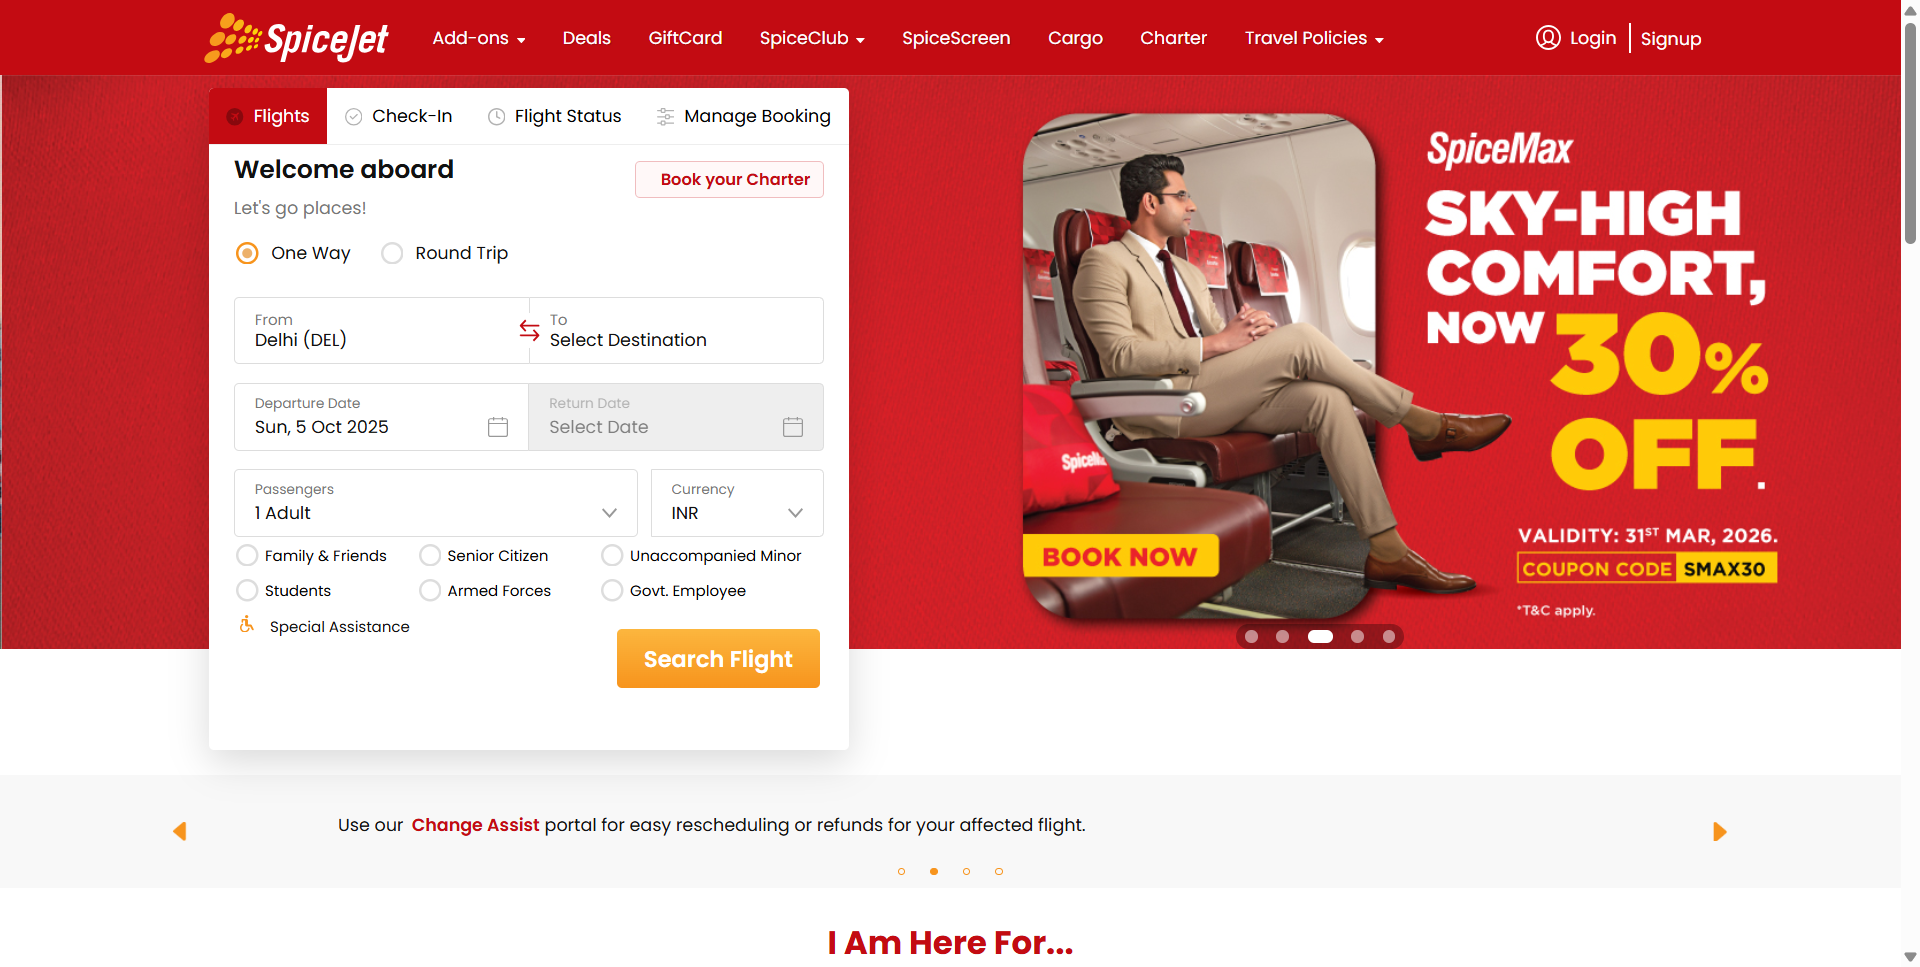 SpiceJet
Add-ons
Deals
GiftCard
SpiceClub
SpiceScreen
Cargo
Charter
Travel Policies
Login
Signup
Flights
Check-In
Flight Status
Manage Booking
Welcome aboard
Book your Charter
Let's go places!
One Way
Round Trip
From
Delhi (DEL)
To
Select Destination
Departure Date
Sun, 5 Oct 2025
Return Date
Select Date
Passengers
1 Adult
Currency
INR
Family & Friends
Senior Citizen
Unaccompanied Minor
Students
Armed Forces
Govt. Employee
Special Assistance
Search Flight
SpiceMax
SKY-HIGH
COMFORT,
NOW 30%
OFF.
VALIDITY: 31ST MAR, 2026.
COUPON CODE SMAX30
*T&C apply.
BOOK NOW
Use our Change Assist portal for easy rescheduling or refunds for your affected flight.
I Am Here For...